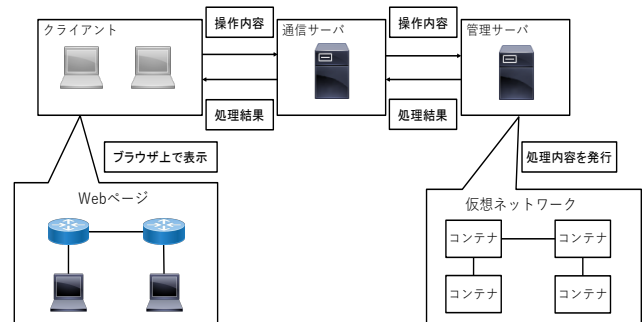 クライアント
操作内容
通信サーバ
操作内容
管理サーバ
処理結果
処理結果
ブラウザ上で表示
処理内容を発行
Webページ
仮想ネットワーク
コンテナ
コンテナ
コンテナ
コンテナ